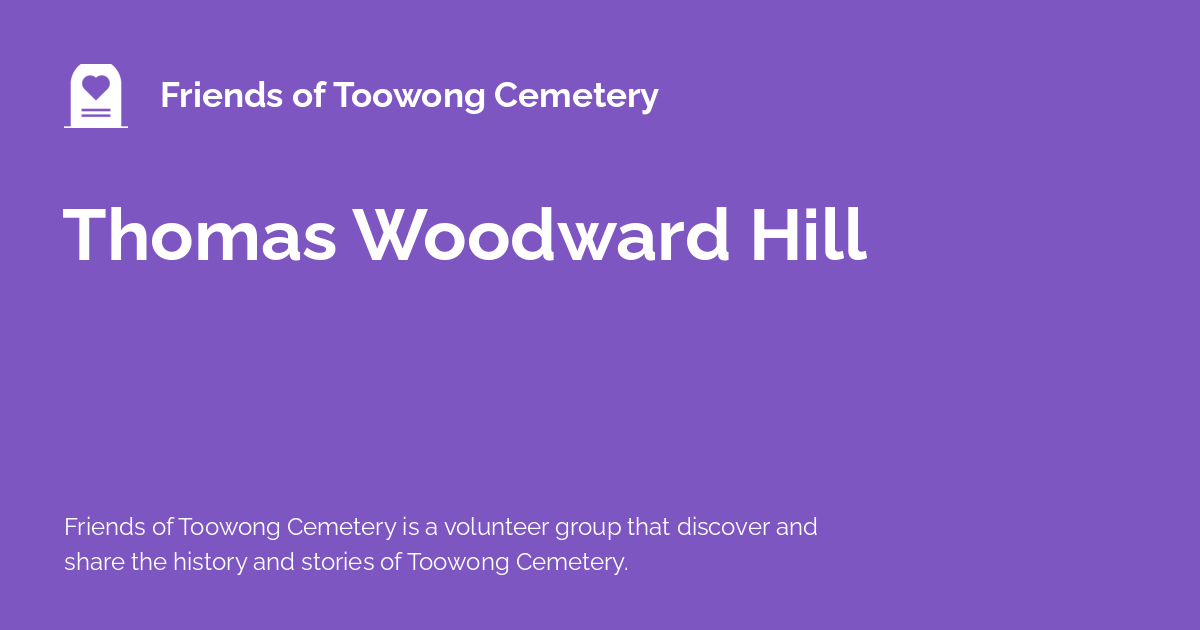 Friends of Toowong Cemetery
Thomas Woodward Hill
Friends of Toowong Cemetery is a volunteer group that discover and
share the history and stories of Toowong Cemetery.